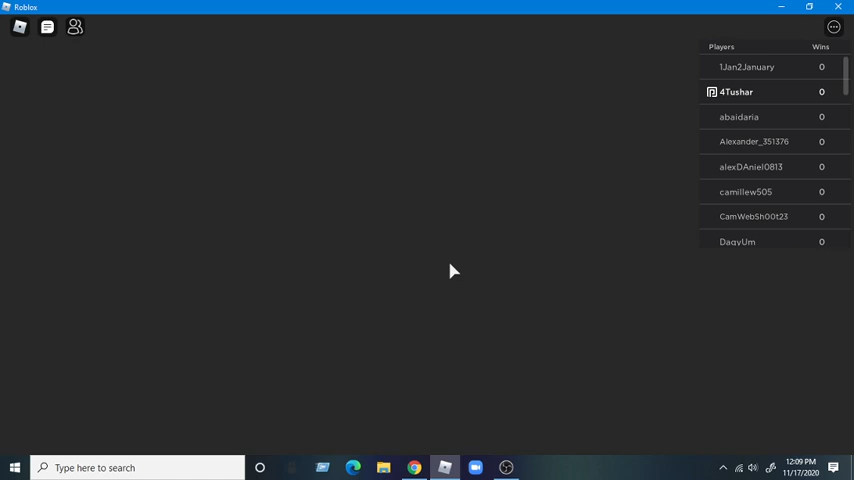 Roblox
Players Wins
1Jan2January 0
4Tushar 0
abaidaria 0
Alexander_351376 0
alexDAniel0813 0
camillew505 0
CamWebSh00t23 0
DaqyUm 0
Type here to search
12:09 PM
11/17/2020